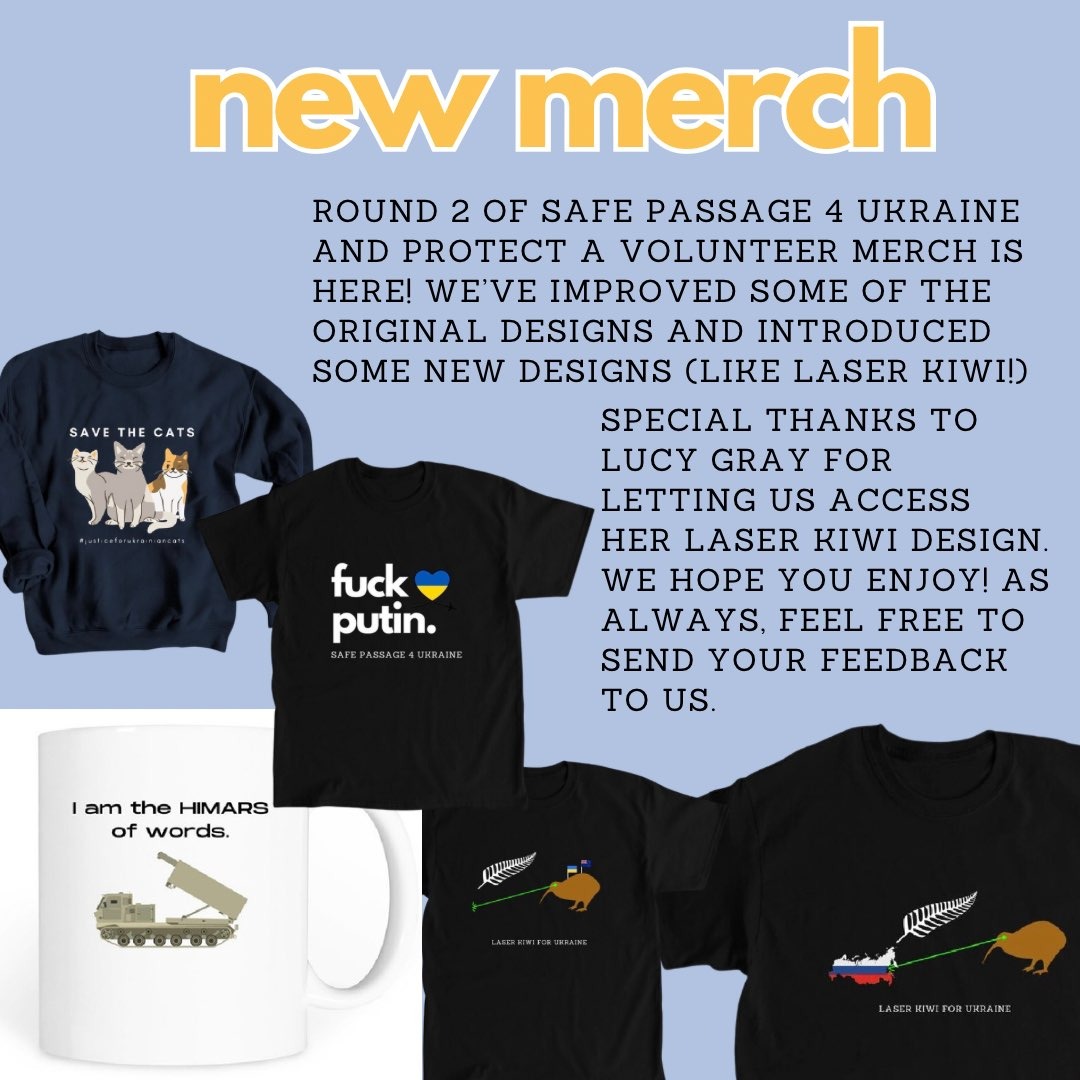 new merch
ROUND 2 OF SAFE PASSAGE 4 UKRAINE
AND PROTECT A VOLUNTEER MERCH IS
HERE! WE’VE IMPROVED SOME OF THE
ORIGINAL DESIGNS AND INTRODUCED
SOME NEW DESIGNS (LIKE LASER KIWI!)
SPECIAL THANKS TO
LUCY GRAY FOR
LETTING US ACCESS
HER LASER KIWI DESIGN.
WE HOPE YOU ENJOY! AS
ALWAYS, FEEL FREE TO
SEND YOUR FEEDBACK
TO US.
SAVE THE CATS
#justiceforukrainiancats
fuck
putin.
SAFE PASSAGE 4 UKRAINE
I am the HIMARS
of words.
LASER KIWI FOR UKRAINE
LASER KIWI FOR UKRAINE